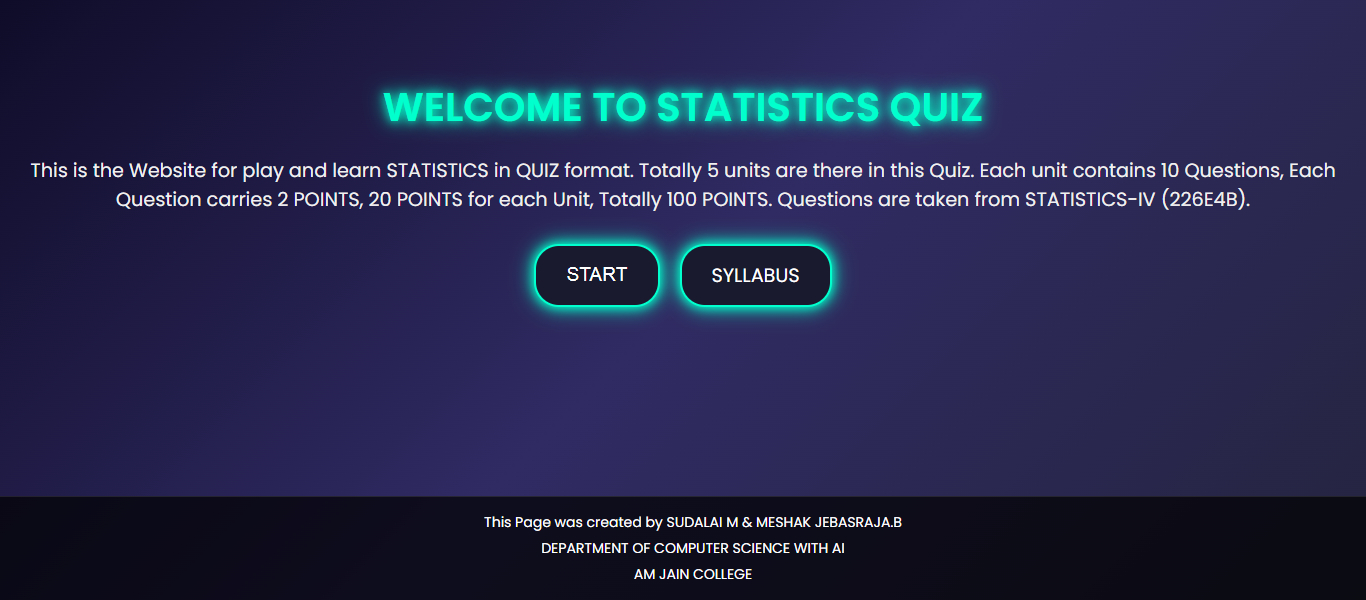 WELCOME TO STATISTICS QUIZ
This is the Website for play and learn STATISTICS in QUIZ format. Totally 5 units are there in this Quiz. Each unit contains 10 Questions, Each
Question carries 2 POINTS, 20 POINTS for each Unit, Totally 100 POINTS. Questions are taken from STATISTICS-IV (226E4B).
START
SYLLABUS
This Page was created by SUDALAI M & MESHAK JEBASRAJA.B
DEPARTMENT OF COMPUTER SCIENCE WITH AI
AM JAIN COLLEGE